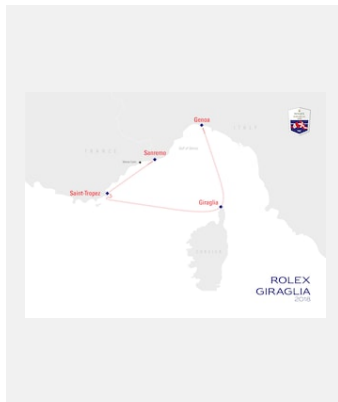 Genoa
ITALY
FRANCE
Sanremo
Saint-Tropez
Giraglia
CORSICA
ROLEX
GIRAGLIA
2018